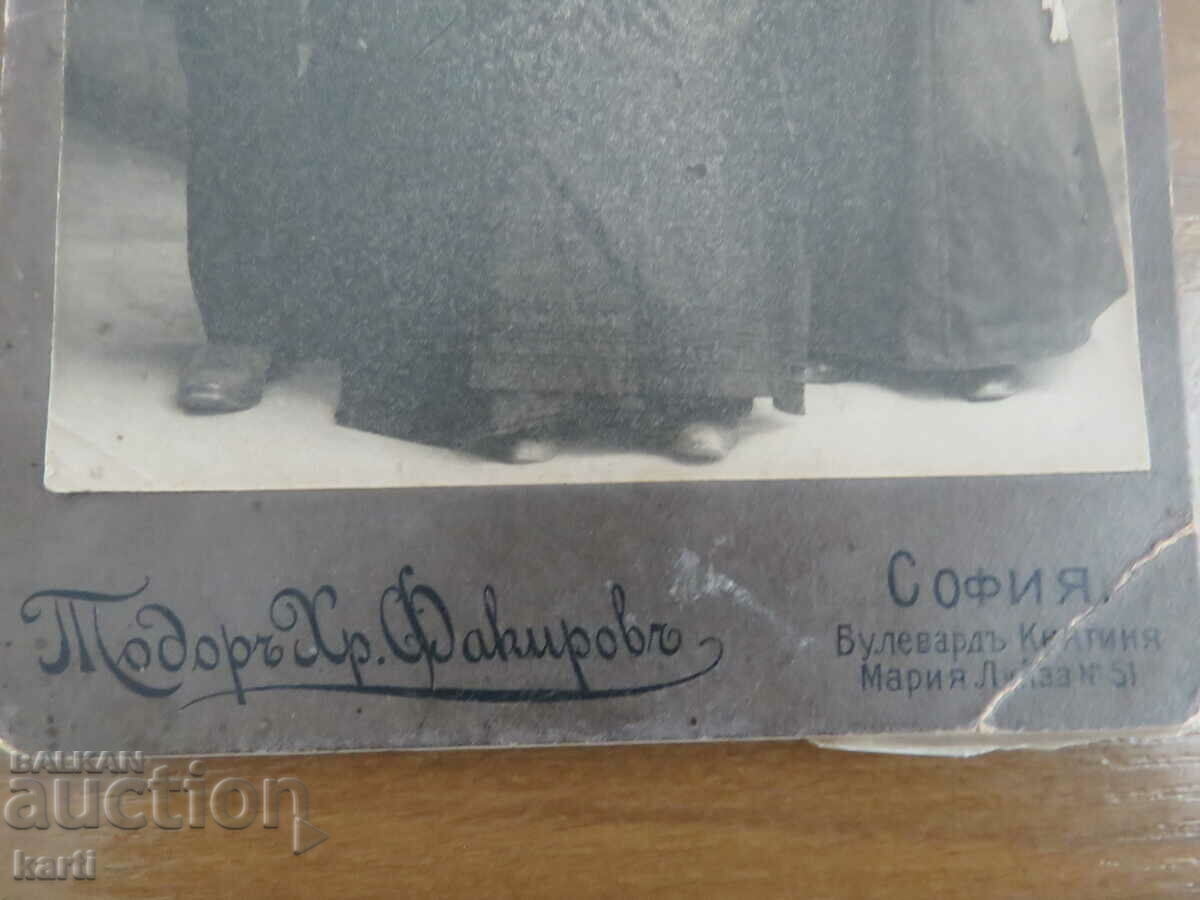 Тодоръ Хр. Факировъ
СОФИЯ.
Булевардъ Княгиня
Мария Луиза № 51
BALKAN
auction
karti